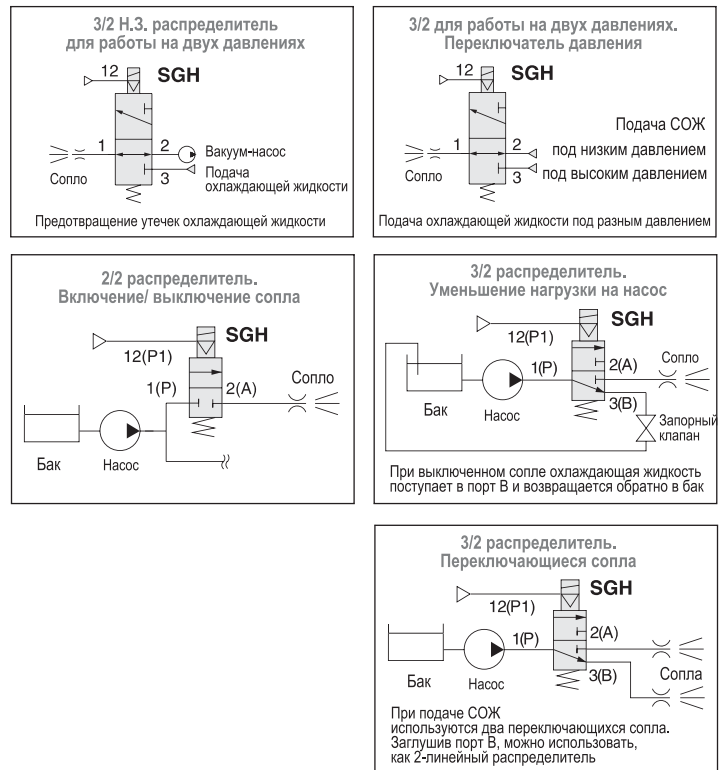 3/2 Н.З. распределитель
для работы на двух давлениях
12
SGH
1
2
Вакуум-насос
Сопло
3
Подача
охлаждающей жидкости
Предотвращение утечек охлаждающей жидкости
3/2 для работы на двух давлениях.
Переключатель давления
12
SGH
Подача СОЖ
1
2
под низким давлением
Сопло
3
под высоким давлением
Подача охлаждающей жидкости под разным давлением
2/2 распределитель.
Включение/ выключение сопла
SGH
12(P1)
1(P)
2(A)
Сопло
Бак
Насос
3/2 распределитель.
Уменьшение нагрузки на насос
SGH
12(P1)
1(P)
2(A)
Сопло
3(B)
Бак
Насос
Запорный
клапан
При выключенном сопле охлаждающая жидкость
поступает в порт В и возвращается обратно в бак
3/2 распределитель.
Переключающиеся сопла
SGH
12(P1)
1(P)
2(A)
3(B)
Сопла
Бак
Насос
При подаче СОЖ
используются два переключающихся сопла.
Заглушив порт В, можно использовать,
как 2-линейный распределитель